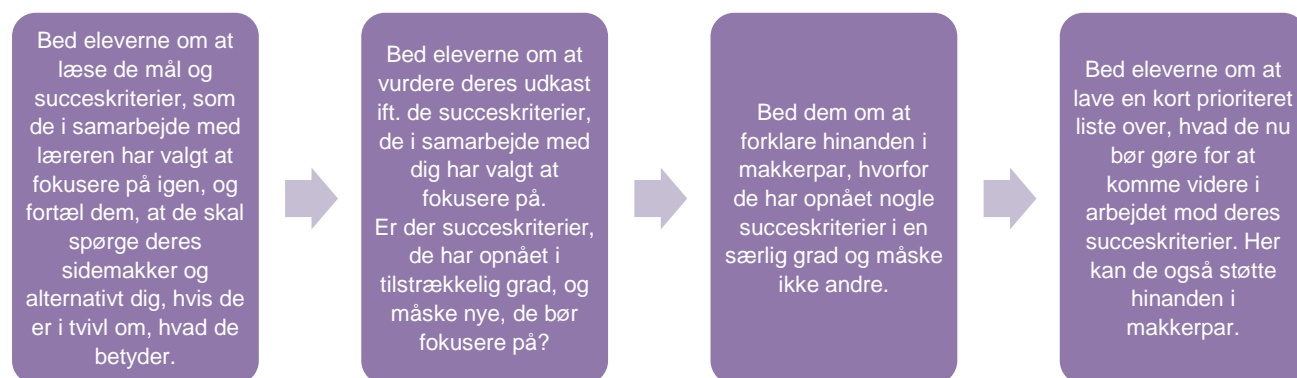 Bed eleverne om at
læse de mål og
succeskriterier, som
de i samarbejde med
læreren har valgt at
fokusere på igen, og
fortæl dem, at de skal
spørge deres
sidemakker og
alternativt dig, hvis de
er i tvivl om, hvad de
betyder.
Bed eleverne om at
vurdere deres udkast
ift. de succeskriterier,
de i samarbejde med
dig har valgt at
fokusere på.
Er der succeskriterier,
de har opnået i
tilstrækkelig grad, og
måske nye, de bør
fokusere på?
Bed dem om at
forklare hinanden i
makkerpar, hvorfor
de har opnået nogle
succeskriterier i en
særlig grad og måske
ikke andre.
Bed eleverne om at
lave en kort prioriteret
liste over, hvad de nu
bør gøre for at
komme videre i
arbejdet mod deres
succeskriterier. Her
kan de også støtte
hinanden i
makkerpar.